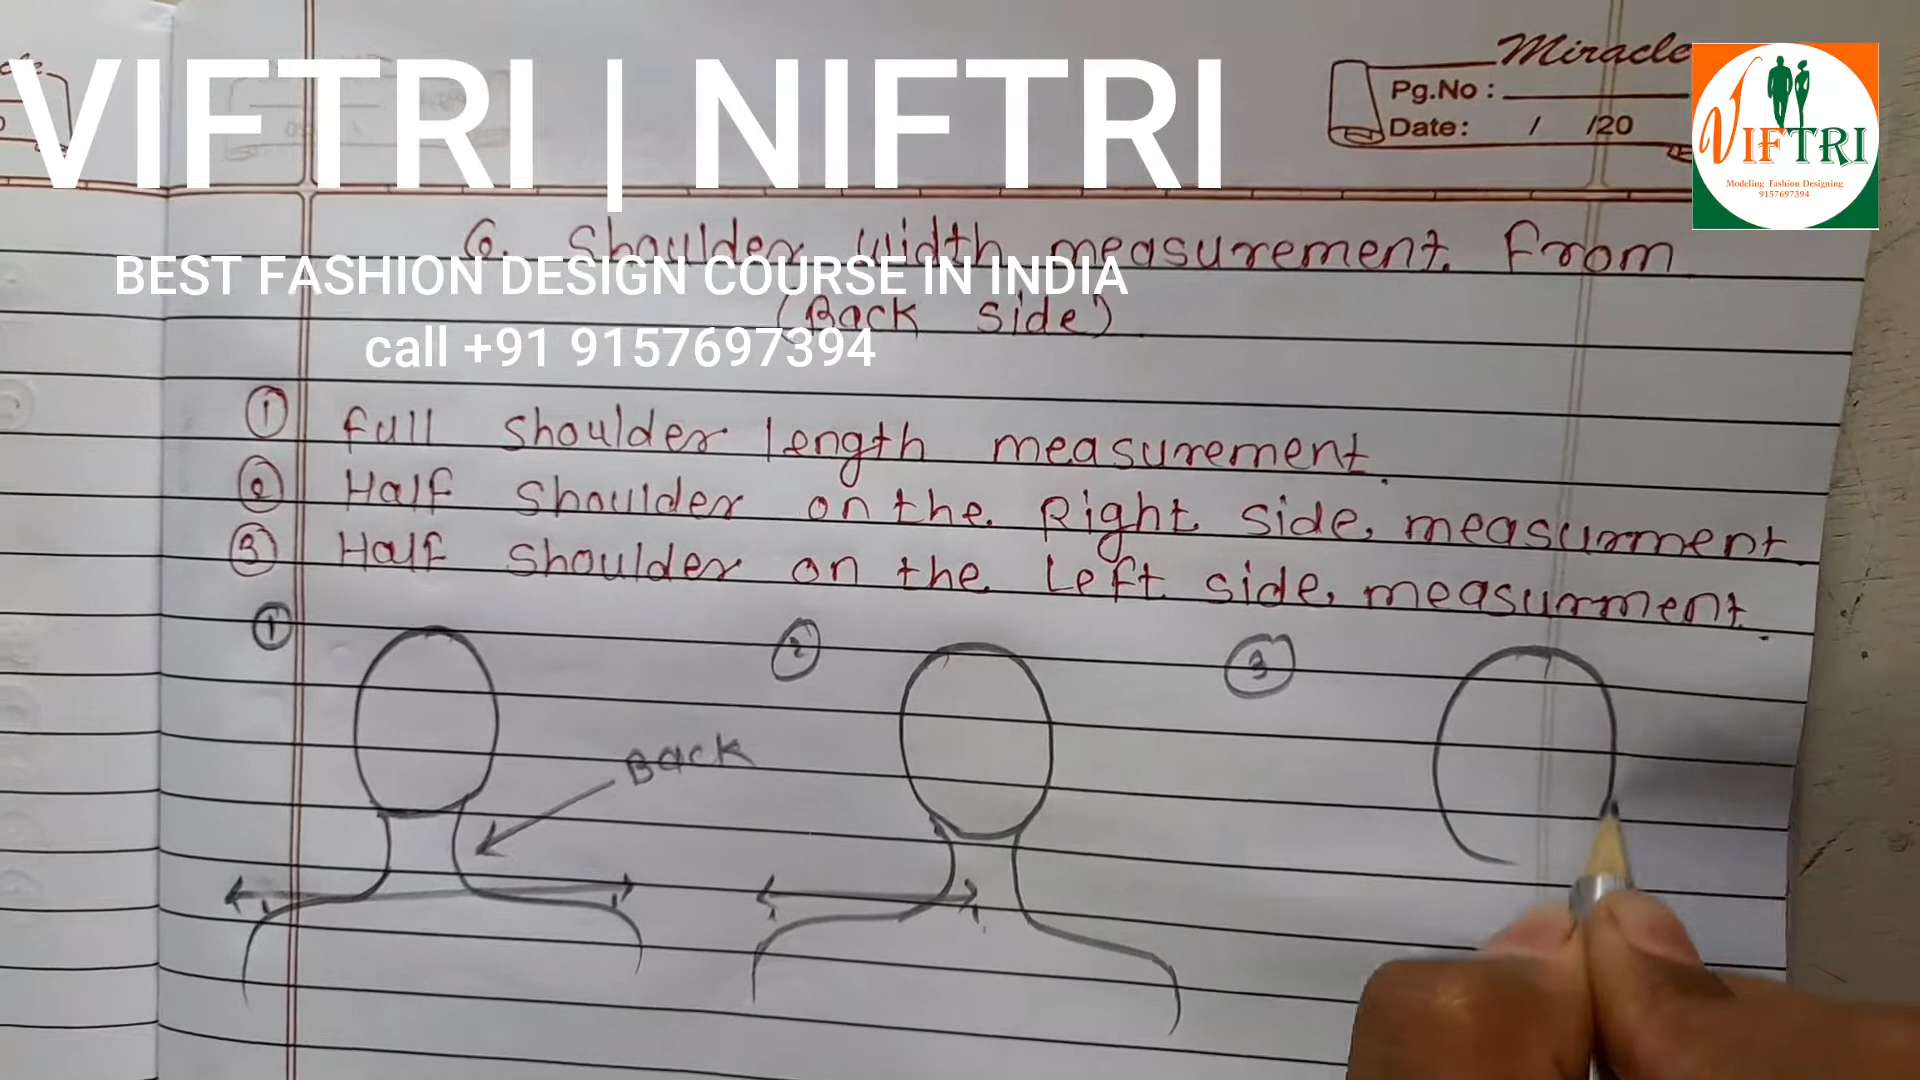 Miracle
VIFTRI | NIFTRI
Pg.No :
Date: / /20
VIFTRI
Modeling Fashion Designing
9157697394
6. Shoulder width measurement from
BEST FASHION DESIGN COURSE IN INDIA
(Back side)
call +91 9157697394
1 full shoulder length measurement.
2 Half shoulder on the Right side, measurment
3 Half shoulder on the Left side, measurment.
1 2 3
Back